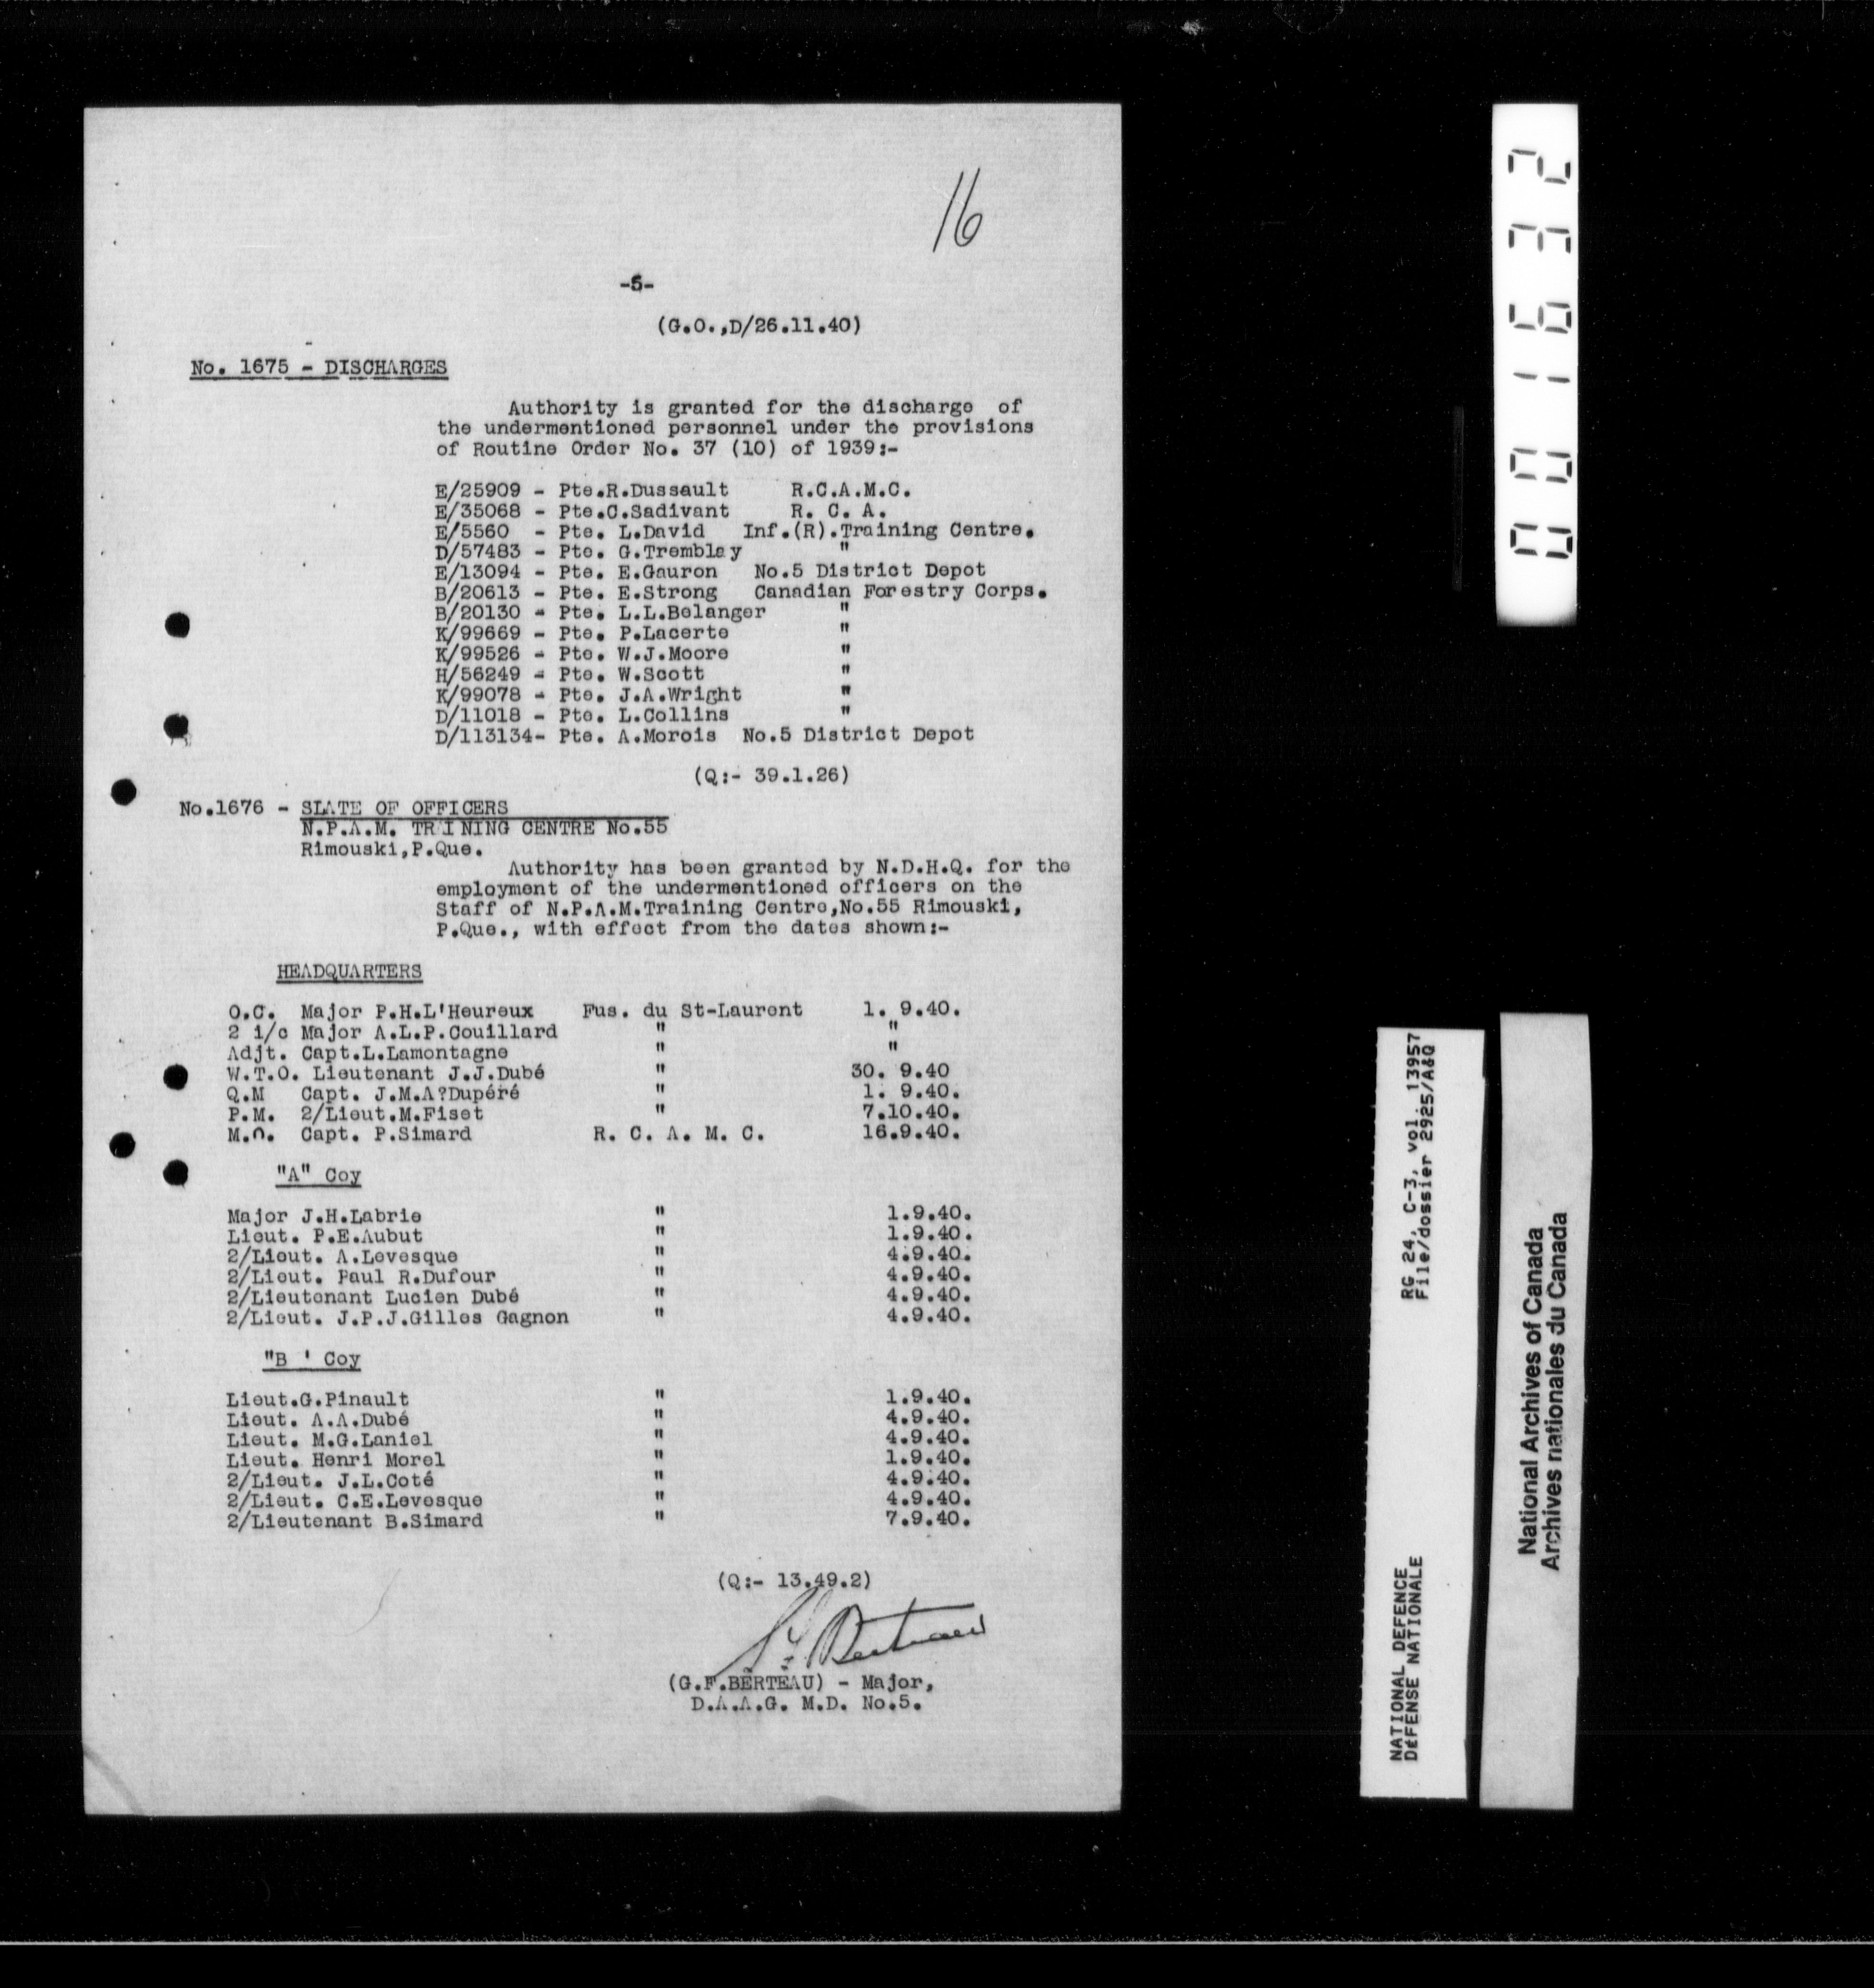 16
-5-
(G.O.,D/26.11.40)
No. 1675 - DISCHARGES
Authority is granted for the discharge of
the undermentioned personnel under the provisions
of Routine Order No. 37 (10) of 1939:-
E/25909 - Pte.R.Dussault R.C.A.M.C.
E/35068 - Pte.C.Sadivant R. C. A.
E/5560 - Pte. L.David Inf.(R).Training Centre.
D/57483 - Pte. G.Tremblay "
E/13094 - Pte. E.Gauron No.5 District Depot
B/20613 - Pte. E.Strong Canadian Forestry Corps.
B/20130 - Pte. L.L.Belanger "
K/99669 - Pte. P.Lacerte "
K/99526 - Pte. W.J.Moore "
H/56249 - Pte. W.Scott "
K/99078 - Pte. J.A.Wright "
D/11018 - Pte. L.Collins "
D/113134- Pte. A.Morois No.5 District Depot
(Q:- 39.1.26)
No.1676 - SLATE OF OFFICERS
N.P.A.M. TRAINING CENTRE No.55
Rimouski,P.Que.
Authority has been granted by N.D.H.Q. for the
employment of the undermentioned officers on the
Staff of N.P.A.M.Training Centre,No.55 Rimouski,
P.Que., with effect from the dates shown:-
HEADQUARTERS
O.C. Major P.H.L'Heureux Fus. du St-Laurent 1. 9.40.
2 i/c Major A.L.P.Couillard " "
Adjt. Capt.L.Lamontagne " "
W.T.O. Lieutenant J.J.Dubé " 30. 9.40
Q.M Capt. J.M.A?Dupéré " 1. 9.40.
P.M. 2/Lieut.M.Fiset " 7.10.40.
M.O. Capt. P.Simard R. C. A. M. C. 16.9.40.
"A" Coy
Major J.H.Labrie " 1.9.40.
Lieut. P.E.Aubut " 1.9.40.
2/Lieut. A.Levesque " 4.9.40.
2/Lieut. Paul R.Dufour " 4.9.40.
2/Lieutenant Lucien Dubé " 4.9.40.
2/Lieut. J.P.J.Gilles Gagnon " 4.9.40.
"B ' Coy
Lieut.G.Pinault " 1.9.40.
Lieut. A.A.Dubé " 4.9.40.
Lieut. M.G.Laniel " 4.9.40.
Lieut. Henri Morel " 1.9.40.
2/Lieut. J.L.Coté " 4.9.40.
2/Lieut. C.E.Levesque " 4.9.40.
2/Lieutenant B.Simard " 7.9.40.
(Q:- 13.49.2)
G.F. Berteau
(G.F.BERTEAU) - Major,
D.A.A.G. M.D. No.5.
001632
RG 24, C-3, vol. 13957
File/dossier 2925/A&Q
NATIONAL DEFENCE
DÉFENSE NATIONALE
National Archives of Canada
Archives nationales du Canada